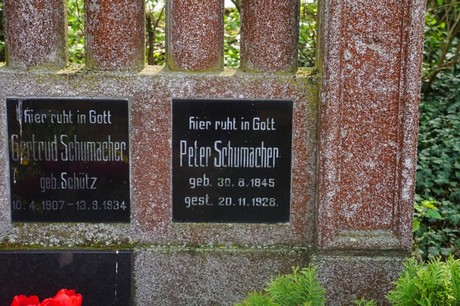 hier ruht in Gott
Gertrud Schumacher
geb. Schütz
10.4.1907 - 13.9.1934
hier ruht in Gott
Peter Schumacher
geb. 30.8.1845
gest. 20.11.1928.